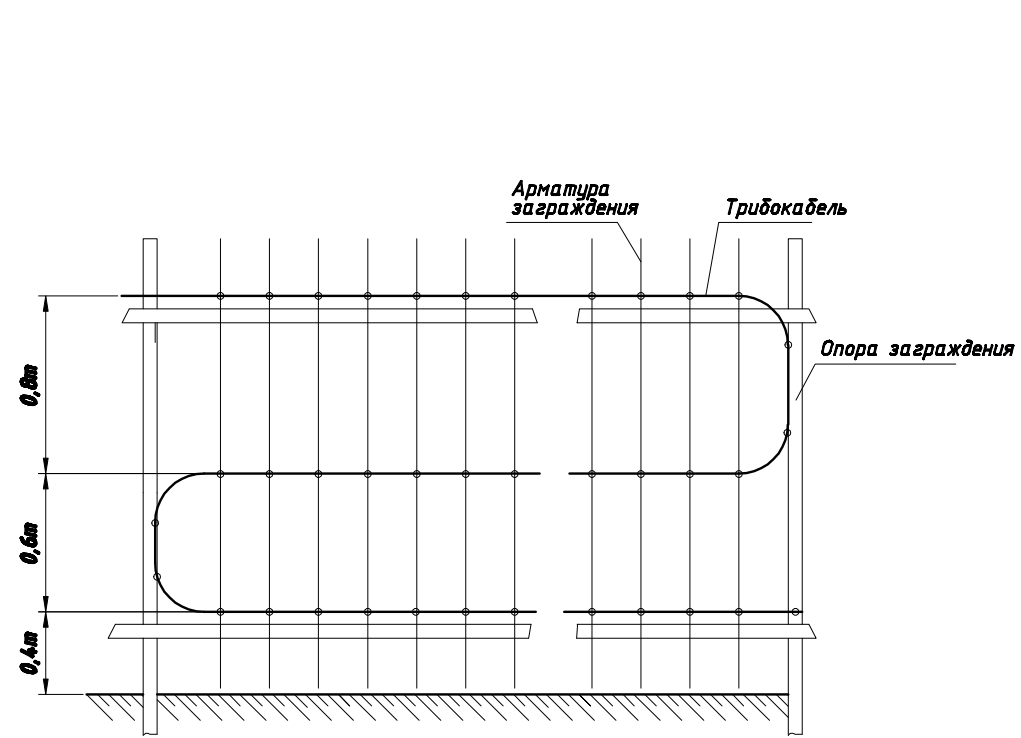 Арматура
заграждения
Трибокабель
Опора заграждения
0,8m
0,6m
0,4m